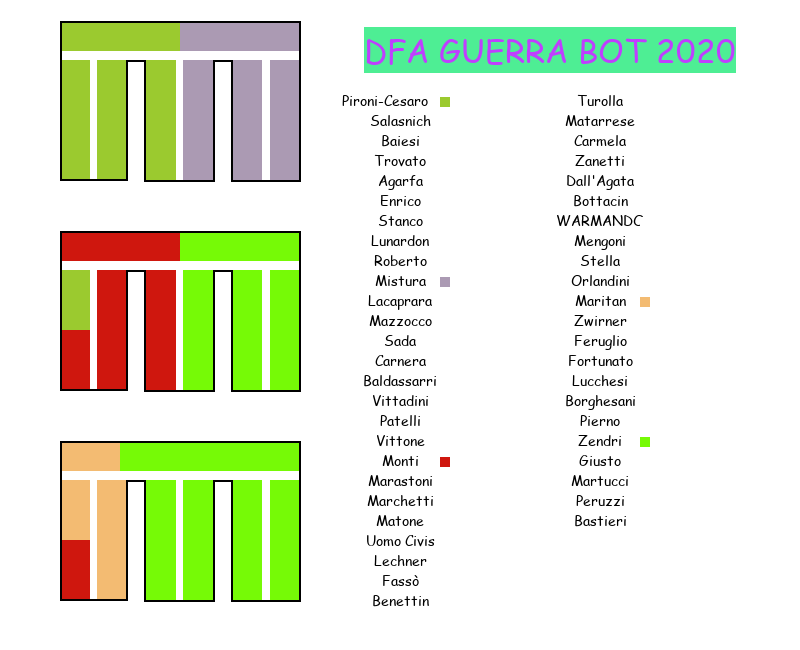 DFA GUERRA BOT 2020
Pironi-Cesaro
Salasnich
Baiesi
Trovato
Agarfa
Enrico
Stanco
Lunardon
Roberto
Mistura
Lacaprara
Mazzocco
Sada
Carnera
Baldassarri
Vittadini
Patelli
Vittone
Monti
Marastoni
Marchetti
Matone
Uomo Civis
Lechner
Fassò
Benettin
Turolla
Matarrese
Carmela
Zanetti
Dall'Agata
Bottacin
WARMANDC
Mengoni
Stella
Orlandini
Maritan
Zwirner
Feruglio
Fortunato
Lucchesi
Borghesani
Pierno
Zendri
Giusto
Martucci
Peruzzi
Bastieri